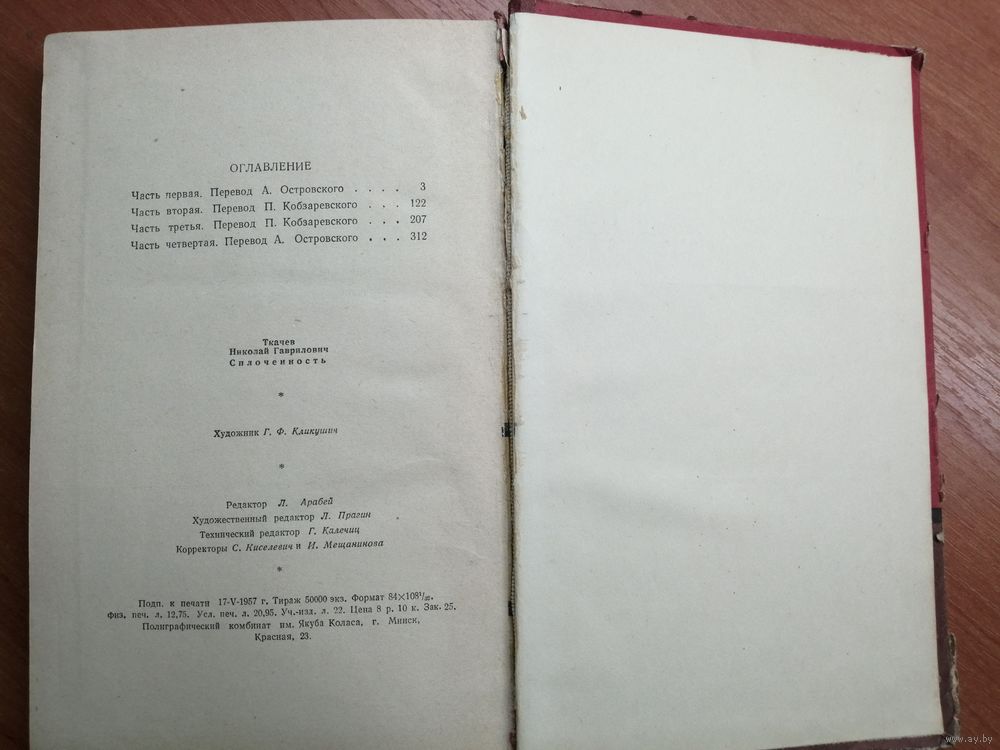 ОГЛАВЛЕНИЕ
Часть первая. Перевод А. Островского . . . . 3
Часть вторая. Перевод П. Кобзаревского . . . 122
Часть третья. Перевод П. Кобзаревского . . . 207
Часть четвертая. Перевод А. Островского . . . 312
Ткачев
Николай Гаврилович
Сплоченность
*
Художник Г. Ф. Кликушин
*
Редактор Л. Арабей
Художественный редактор Л. Прагин
Технический редактор Г. Калечиц
Корректоры С. Киселевич и И. Мещанинова
*
Подп. к печати 17-V-1957 г. Тираж 50000 экз. Формат 84×108¹/₃₂.
Физ. печ. л. 12,75. Усл. печ. л. 20,95. Уч.-изд. л. 22. Цена 8 р. 10 к. Зак. 25.
Полиграфический комбинат им. Якуба Коласа, г. Минск,
Красная, 23.
www.ay.by